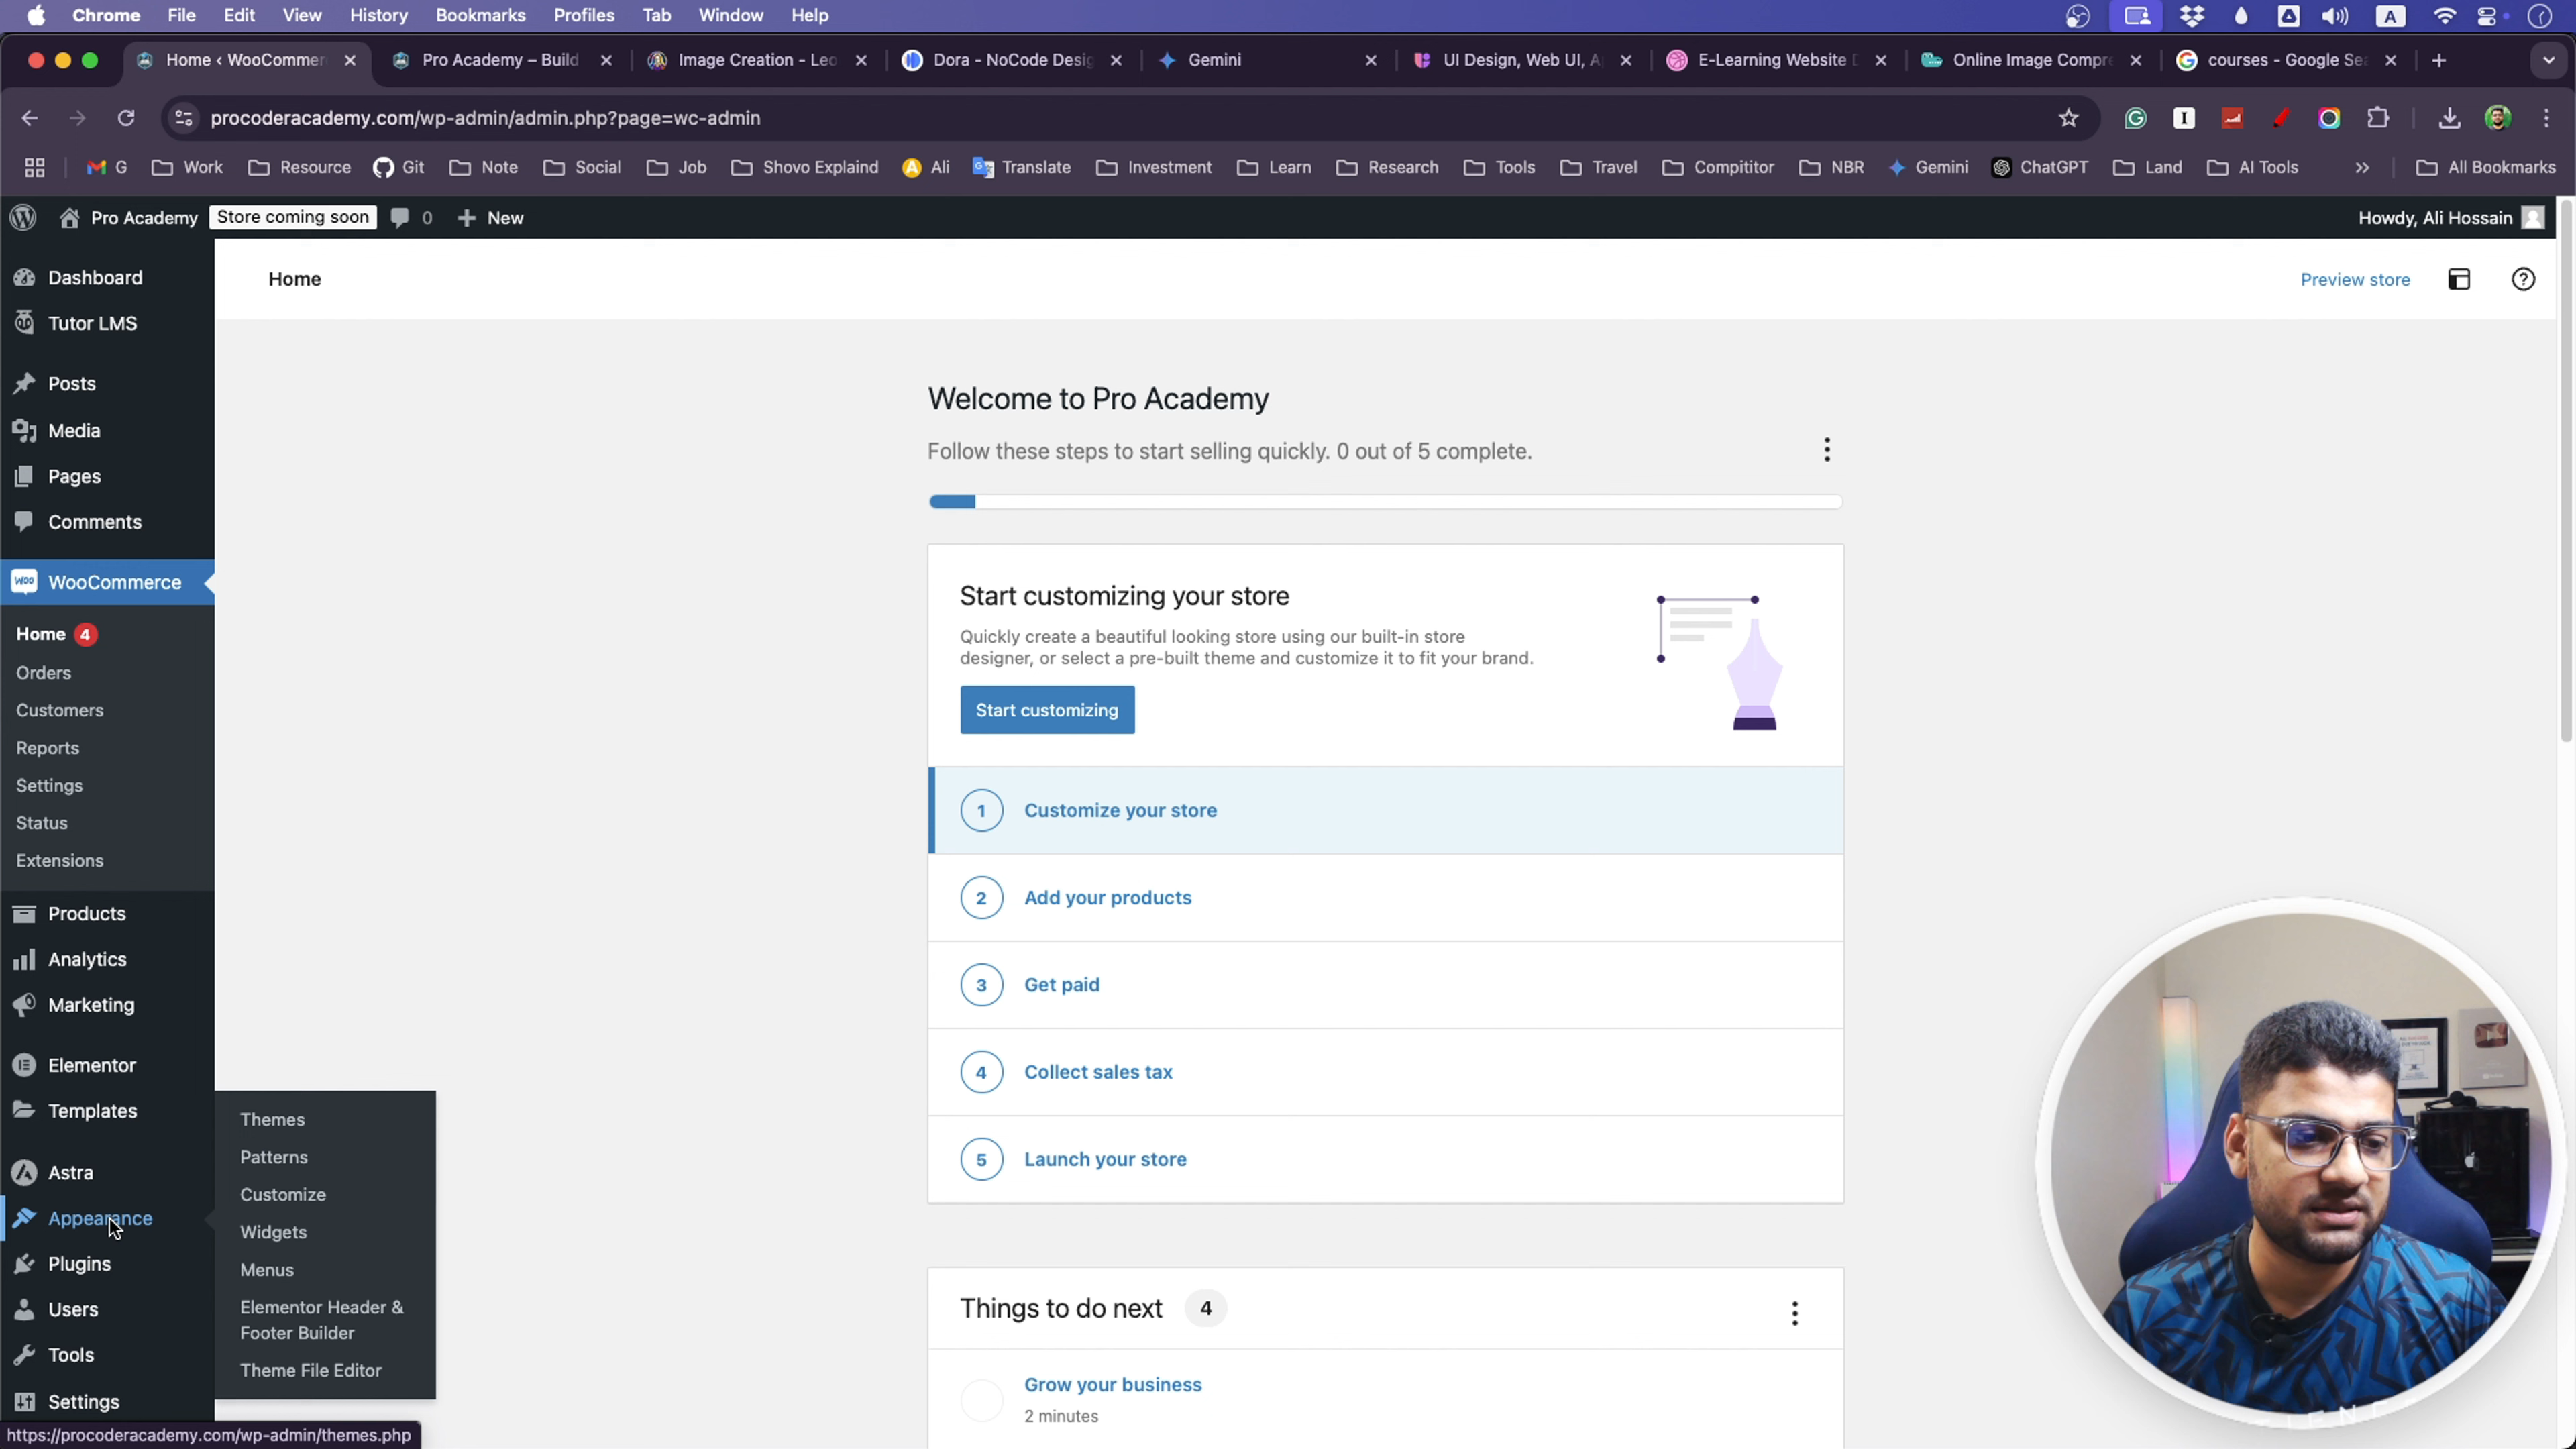 Chrome File Edit View History Bookmarks Profiles Tab Window Help
A
Home ‹ WooCommer
Pro Academy – Build
Image Creation - Leo
Dora - NoCode Desig
Gemini
UI Design, Web UI, A
E-Learning Website D
Online Image Compre
courses - Google Sea
procoderacademy.com/wp-admin/admin.php?page=wc-admin
G Work Resource Git Note Social Job Shovo Explaind Ali Translate Investment Learn Research Tools Travel Compititor NBR Gemini ChatGPT Land AI Tools » All Bookmarks
Pro Academy Store coming soon 0 New Howdy, Ali Hossain
Dashboard
Tutor LMS
Posts
Media
Pages
Comments
WooCommerce
Home 4
Orders
Customers
Reports
Settings
Status
Extensions
Products
Analytics
Marketing
Elementor
Templates
Astra
Appearance
Plugins
Users
Tools
Settings
Themes
Patterns
Customize
Widgets
Menus
Elementor Header &
Footer Builder
Theme File Editor
https://procoderacademy.com/wp-admin/themes.php
Home
Preview store
Welcome to Pro Academy
Follow these steps to start selling quickly. 0 out of 5 complete.
Start customizing your store
Quickly create a beautiful looking store using our built-in store
designer, or select a pre-built theme and customize it to fit your brand.
Start customizing
1 Customize your store
2 Add your products
3 Get paid
4 Collect sales tax
5 Launch your store
Things to do next 4
Grow your business
2 minutes